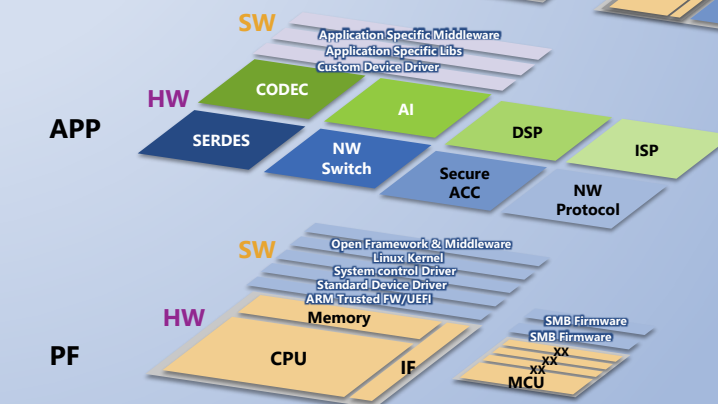 SW
Application Specific Middleware
Application Specific Libs
Custom Device Driver
HW
CODEC
AI
DSP
ISP
APP
SERDES
NW
Switch
Secure
ACC
NW
Protocol
SW
Open Framework & Middleware
Linux Kernel
System control Driver
Standard Device Driver
ARM Trusted FW/UEFI
HW
Memory
SMB Firmware
SMB Firmware
PF
CPU
IF
XX
XX
XX
MCU